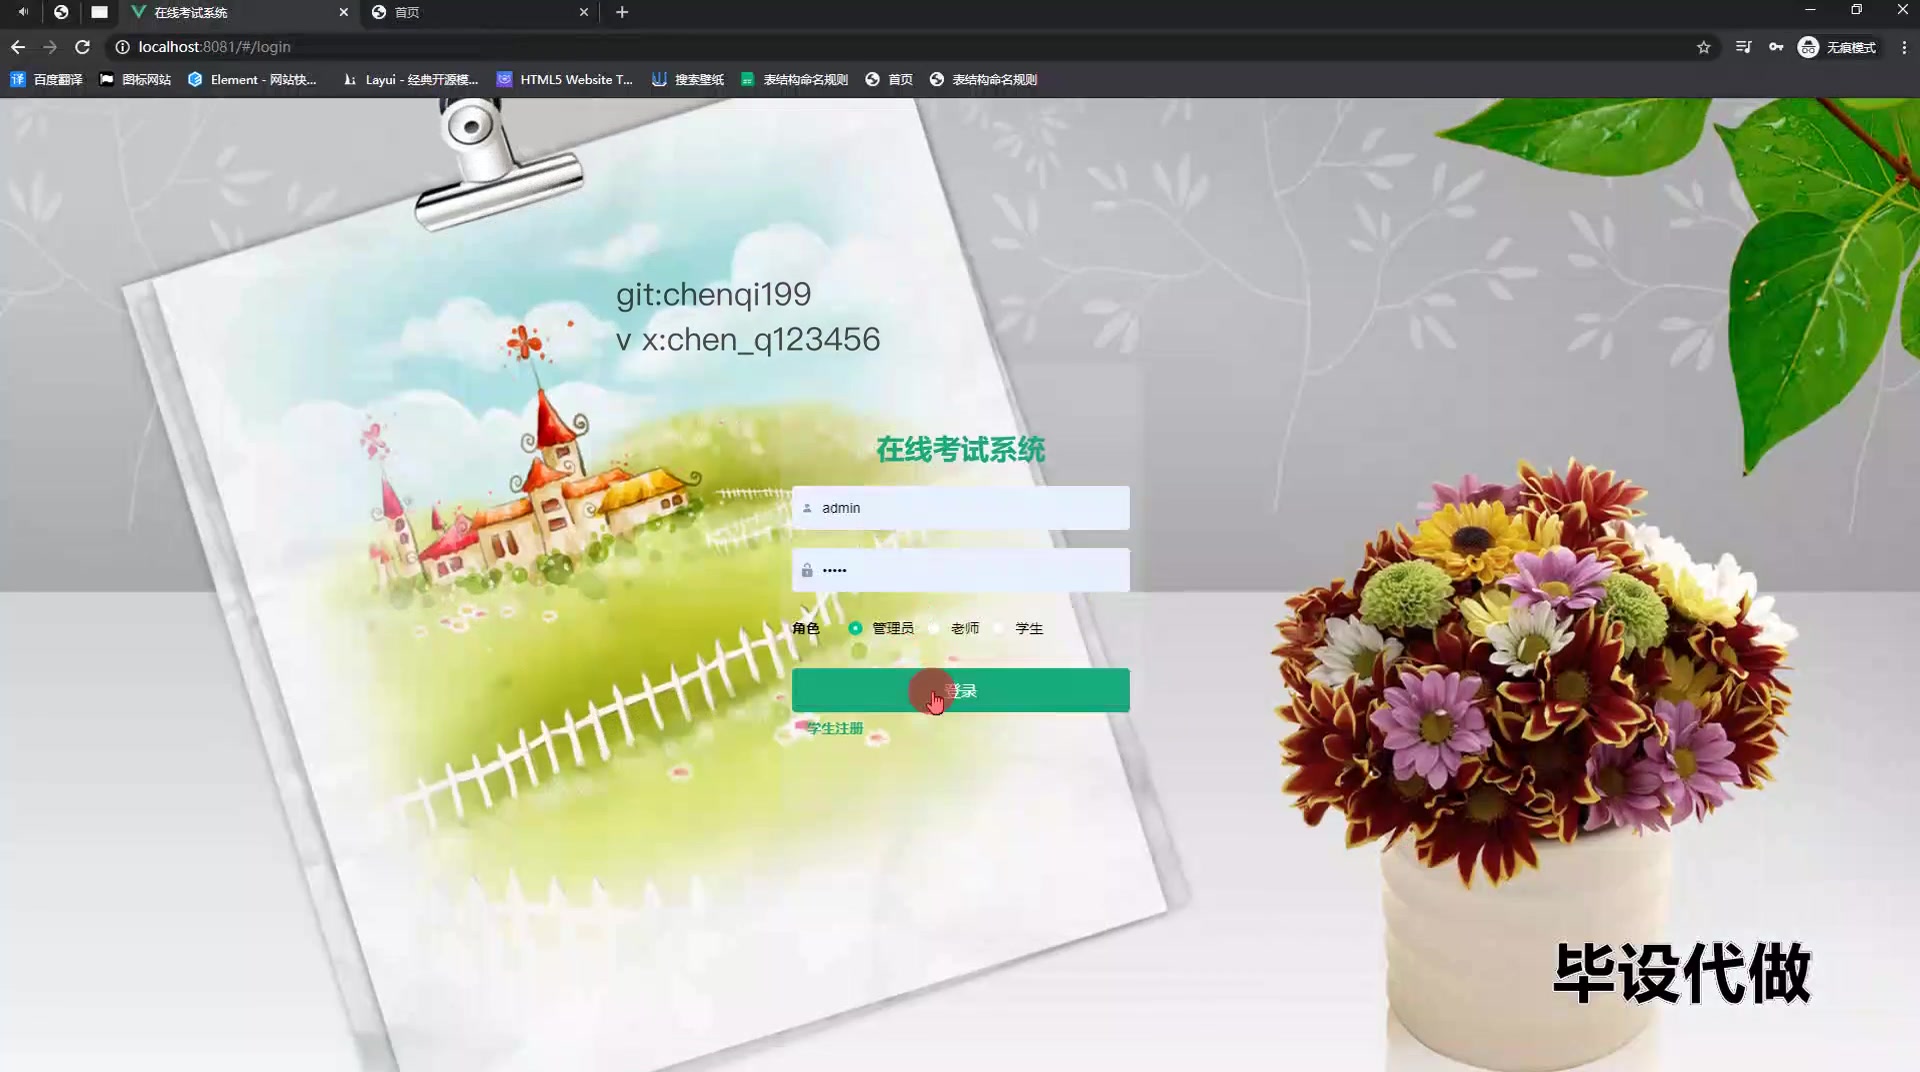 在线考试系统
首页
localhost:8081/#/login
无痕模式
百度翻译
图标网站
Element - 网站快...
Layui - 经典开源模...
HTML5 Website T...
搜索壁纸
表结构命名规则
首页
表结构命名规则
git:chenqi199
v x:chen_q123456
在线考试系统
admin
•••••
角色 管理员 老师 学生
登录
学生注册
毕设代做